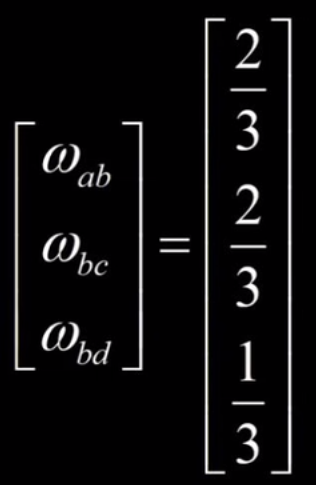 [ω_ab
ω_bc
ω_bd] = [2/3
2/3
1/3]